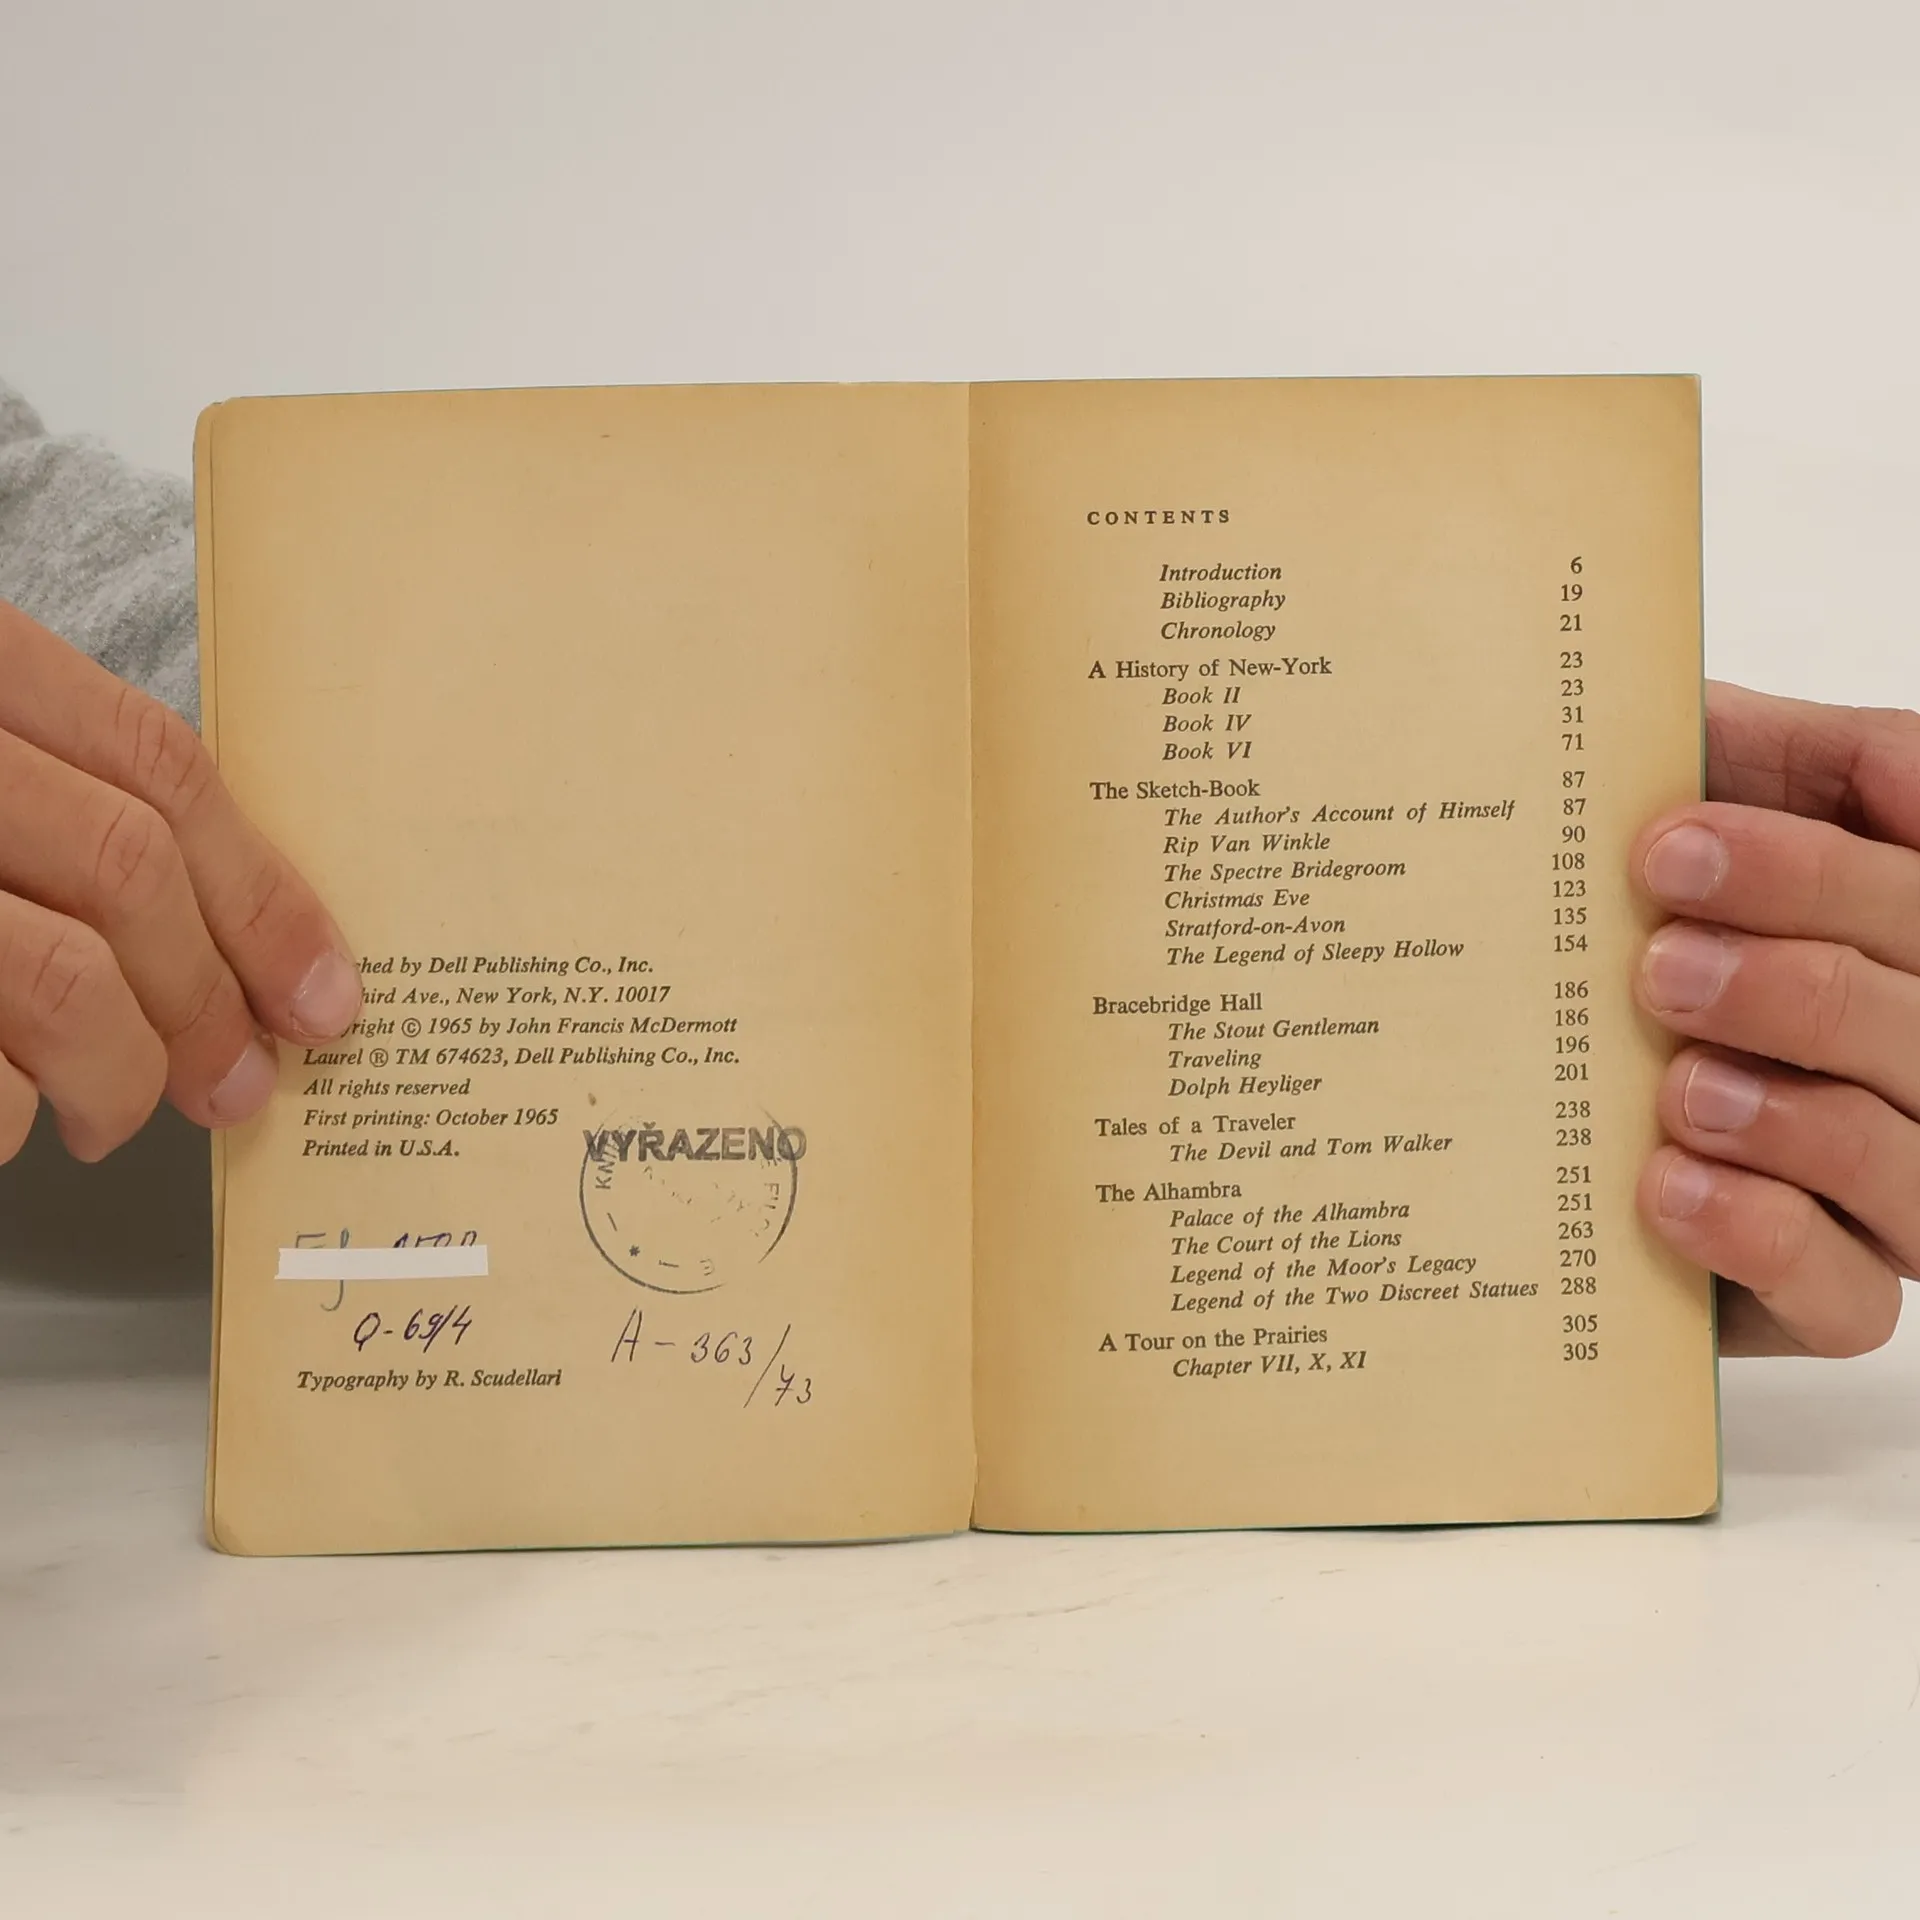 by Dell Publishing Co., Inc.
Ave., New York, N.Y. 10017
© 1965 by John Francis McDermott
Laurel ® TM 674623, Dell Publishing Co., Inc.
All rights reserved
First printing: October 1965
Printed in U.S.A.
VYŘAZENO
Q-69/4
A-363/73
Typography by R. Scudellari
CONTENTS
Introduction 6
Bibliography 19
Chronology 21
A History of New-York 23
Book II 23
Book IV 31
Book VI 71
The Sketch-Book 87
The Author's Account of Himself 87
Rip Van Winkle 90
The Spectre Bridegroom 108
Christmas Eve 123
Stratford-on-Avon 135
The Legend of Sleepy Hollow 154
Bracebridge Hall 186
The Stout Gentleman 186
Traveling 196
Dolph Heyliger 201
Tales of a Traveler 238
The Devil and Tom Walker 238
The Alhambra 251
Palace of the Alhambra 251
The Court of the Lions 263
Legend of the Moor's Legacy 270
Legend of the Two Discreet Statues 288
A Tour on the Prairies 305
Chapter VII, X, XI 305